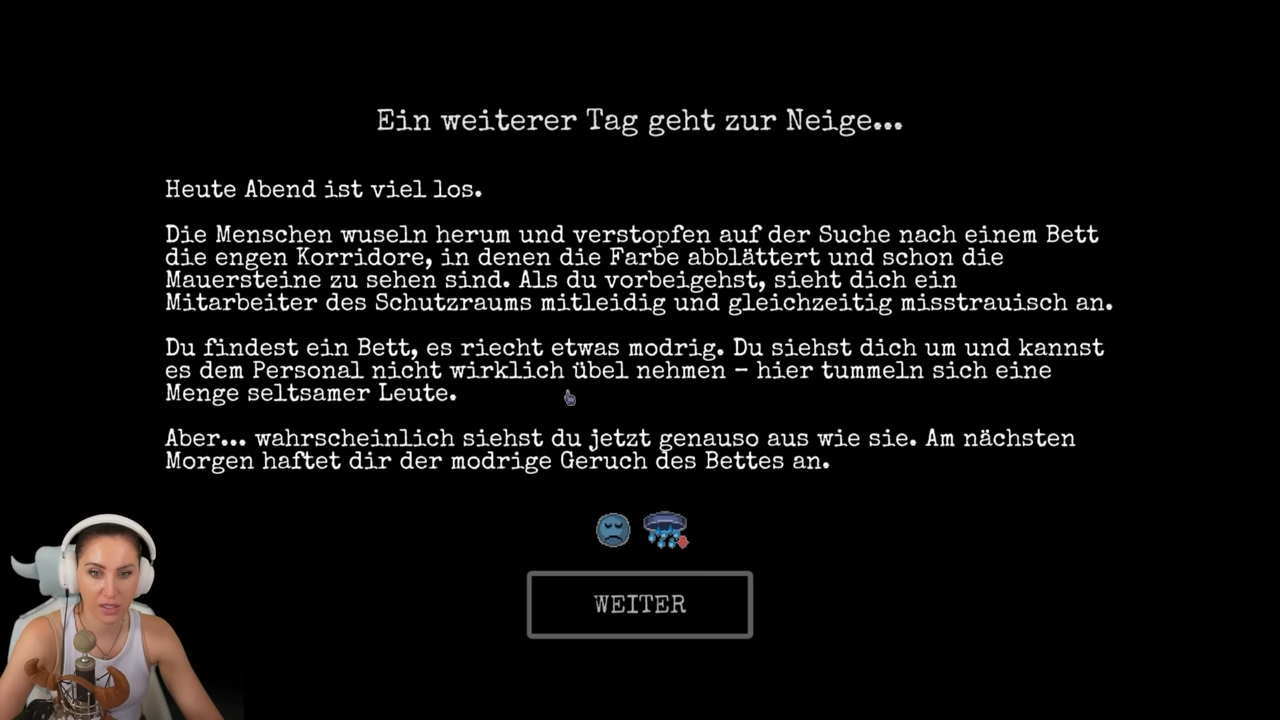 Ein weiterer Tag geht zur Neige...
Heute Abend ist viel los.
Die Menschen wuseln herum und verstopfen auf der Suche nach einem Bett
die engen Korridore, in denen die Farbe abblättert und schon die
Mauersteine zu sehen sind. Als du vorbeigehst, sieht dich ein
Mitarbeiter des Schutzraums mitleidig und gleichzeitig misstrauisch an.
Du findest ein Bett, es riecht etwas modrig. Du siehst dich um und kannst
es dem Personal nicht wirklich übel nehmen – hier tummeln sich eine
Menge seltsamer Leute.
Aber... wahrscheinlich siehst du jetzt genauso aus wie sie. Am nächsten
Morgen haftet dir der modrige Geruch des Bettes an.
WEITER